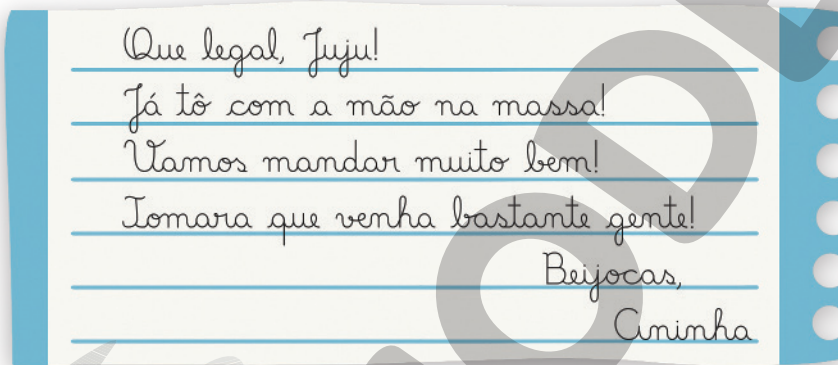 Que legal, Juju!
Já tô com a mão na massa!
Vamos mandar muito bem!
Tomara que venha bastante gente!
Beijocas,
Aninha